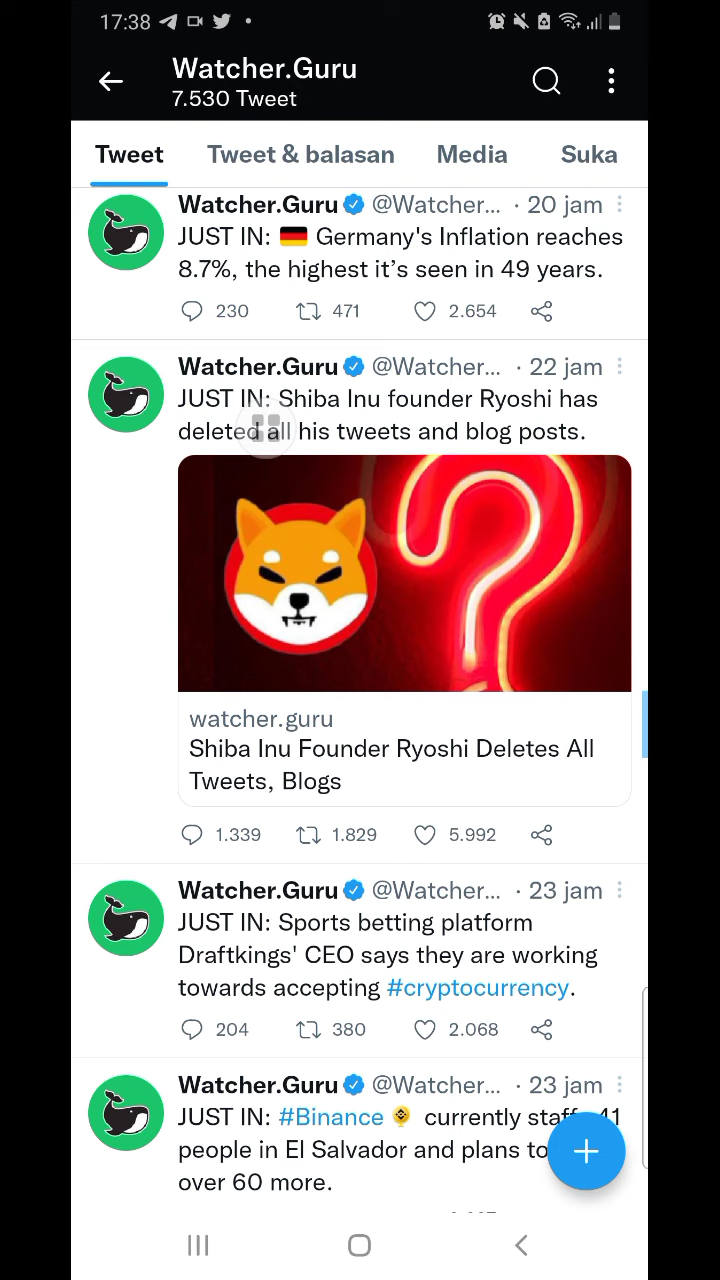 17:38
Watcher.Guru
7.530 Tweet
Tweet Tweet & balasan Media Suka
Watcher.Guru @Watcher... · 20 jam
JUST IN: 🇩🇪 Germany's Inflation reaches
8.7%, the highest it’s seen in 49 years.
230 471 2.654
Watcher.Guru @Watcher... · 22 jam
JUST IN: Shiba Inu founder Ryoshi has
deleted all his tweets and blog posts.
watcher.guru
Shiba Inu Founder Ryoshi Deletes All
Tweets, Blogs
1.339 1.829 5.992
Watcher.Guru @Watcher... · 23 jam
JUST IN: Sports betting platform
Draftkings' CEO says they are working
towards accepting #cryptocurrency.
204 380 2.068
Watcher.Guru @Watcher... · 23 jam
JUST IN: #Binance currently staffs 41
people in El Salvador and plans to
over 60 more.